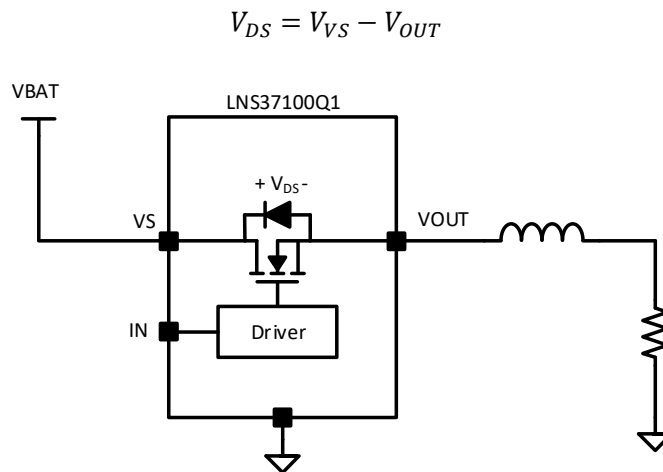 V_DS = V_VS − V_OUT
LNS37100Q1
VBAT
+ V_DS -
VS
VOUT
IN
Driver